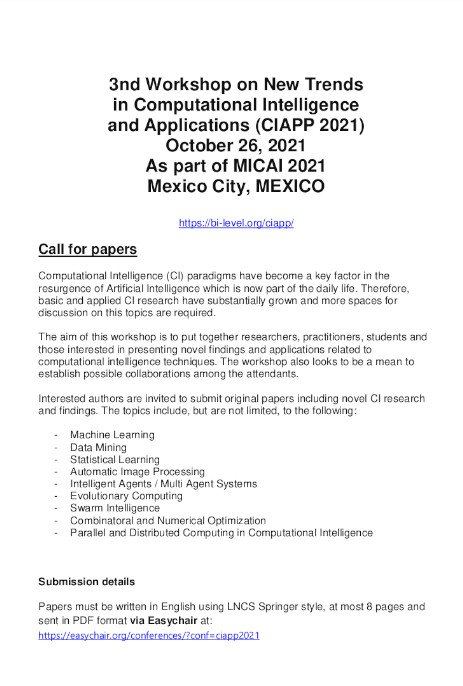 3nd Workshop on New Trends
in Computational Intelligence
and Applications (CIAPP 2021)
October 26, 2021
As part of MICAI 2021
Mexico City, MEXICO
https://bi-level.org/ciapp/
Call for papers
Computational Intelligence (CI) paradigms have become a key factor in the
resurgence of Artificial Intelligence which is now part of the daily life. Therefore,
basic and applied CI research have substantially grown and more spaces for
discussion on this topics are required.
The aim of this workshop is to put together researchers, practitioners, students and
those interested in presenting novel findings and applications related to
computational intelligence techniques. The workshop also looks to be a mean to
establish possible collaborations among the attendants.
Interested authors are invited to submit original papers including novel CI research
and findings. The topics include, but are not limited, to the following:
- Machine Learning
- Data Mining
- Statistical Learning
- Automatic Image Processing
- Intelligent Agents / Multi Agent Systems
- Evolutionary Computing
- Swarm Intelligence
- Combinatoral and Numerical Optimization
- Parallel and Distributed Computing in Computational Intelligence
Submission details
Papers must be written in English using LNCS Springer style, at most 8 pages and
sent in PDF format via Easychair at:
https://easychair.org/conferences/?conf=ciapp2021